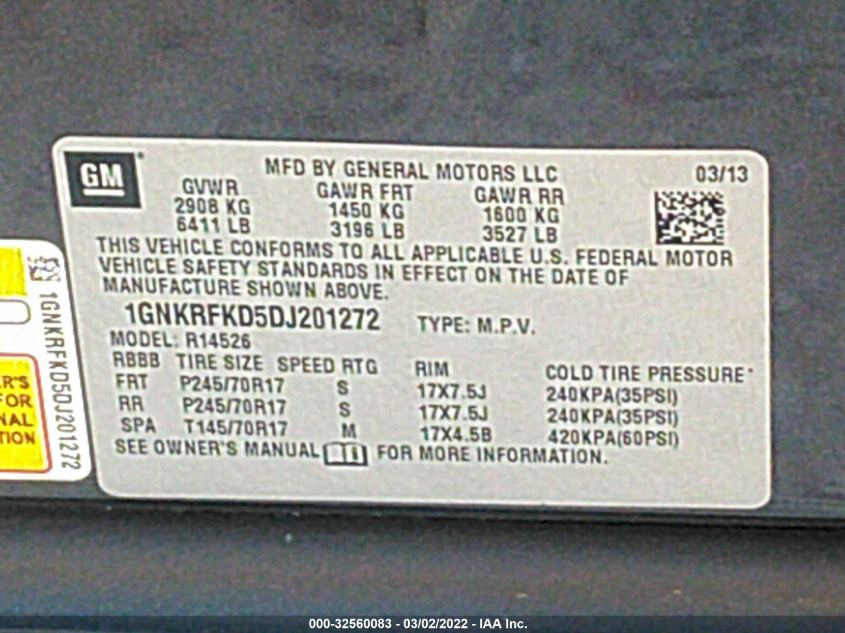 GM
MFD BY GENERAL MOTORS LLC 03/13
GVWR GAWR FRT GAWR RR
2908 KG 1450 KG 1600 KG
6411 LB 3196 LB 3527 LB
THIS VEHICLE CONFORMS TO ALL APPLICABLE U.S. FEDERAL MOTOR
VEHICLE SAFETY STANDARDS IN EFFECT ON THE DATE OF
MANUFACTURE SHOWN ABOVE.
1GNKRFKD5DJ201272 TYPE: M.P.V.
MODEL: R14526
RBBB TIRE SIZE SPEED RTG RIM COLD TIRE PRESSURE
FRT P245/70R17 S 17X7.5J 240KPA(35PSI)
RR P245/70R17 S 17X7.5J 240KPA(35PSI)
SPA T145/70R17 M 17X4.5B 420KPA(60PSI)
SEE OWNER'S MANUAL FOR MORE INFORMATION.
1GNKRFKD5DJ201272
ER'S
FOR
NAL
TION
000-32560083 - 03/02/2022 - IAA Inc.